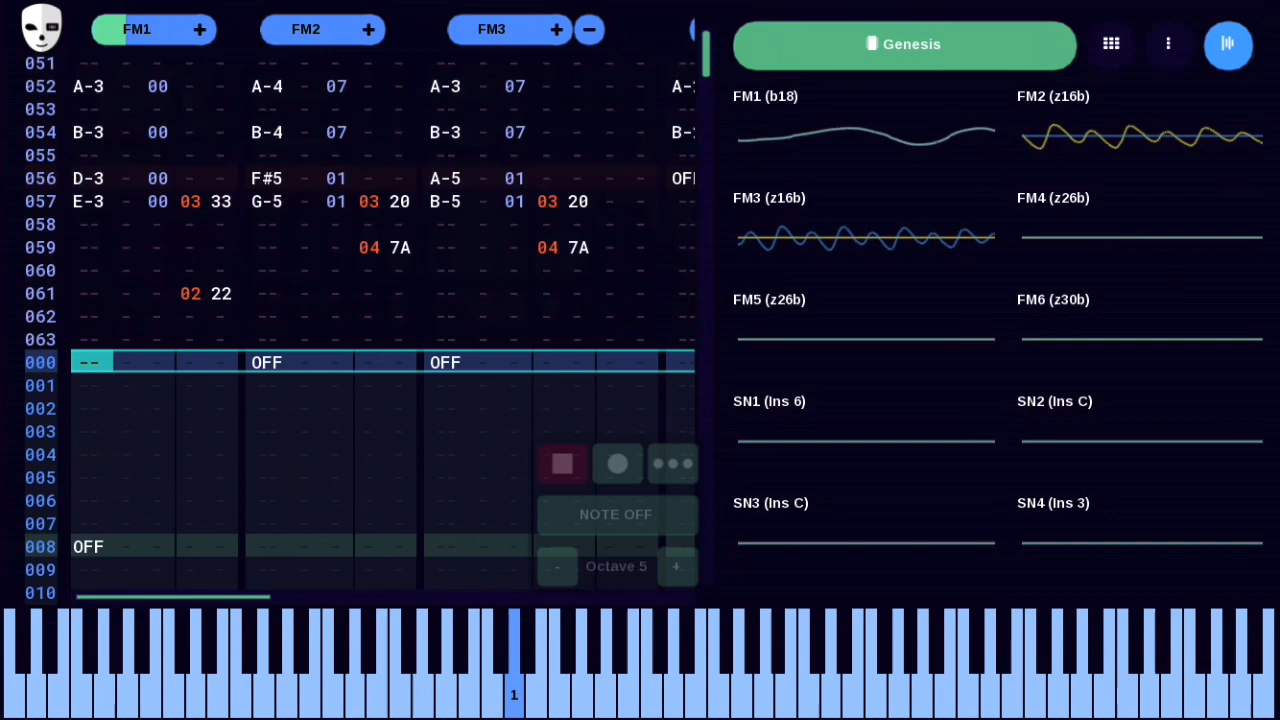 FM1 + FM2 + FM3 + −
Genesis
051
052 A-3 - 00 - - A-4 - 07 - - A-3 - 07 - - A-
053
054 B-3 - 00 - - B-4 - 07 - - B-3 - 07 - - B-
055
056 D-3 - 00 - - F#5 - 01 - - A-5 - 01 - - OF
057 E-3 - 00 03 33 G-5 - 01 03 20 B-5 - 01 03 20
058
059 04 7A 04 7A
060
061 02 22
062
063
000 -- OFF OFF
001
002
003
004
005
006
007
008 OFF
009
010
NOTE OFF
- Octave 5 +
FM1 (b18)
FM2 (z16b)
FM3 (z16b)
FM4 (z26b)
FM5 (z26b)
FM6 (z30b)
SN1 (Ins 6)
SN2 (Ins C)
SN3 (Ins C)
SN4 (Ins 3)
1